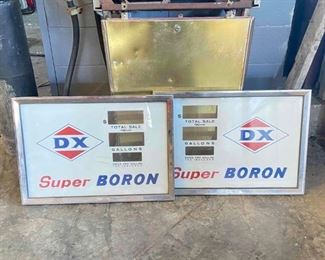 $
TOTAL SALE
DX
GALLONS
Super BORON
$
TOTAL SALE
DX
GALLONS
Super BORON